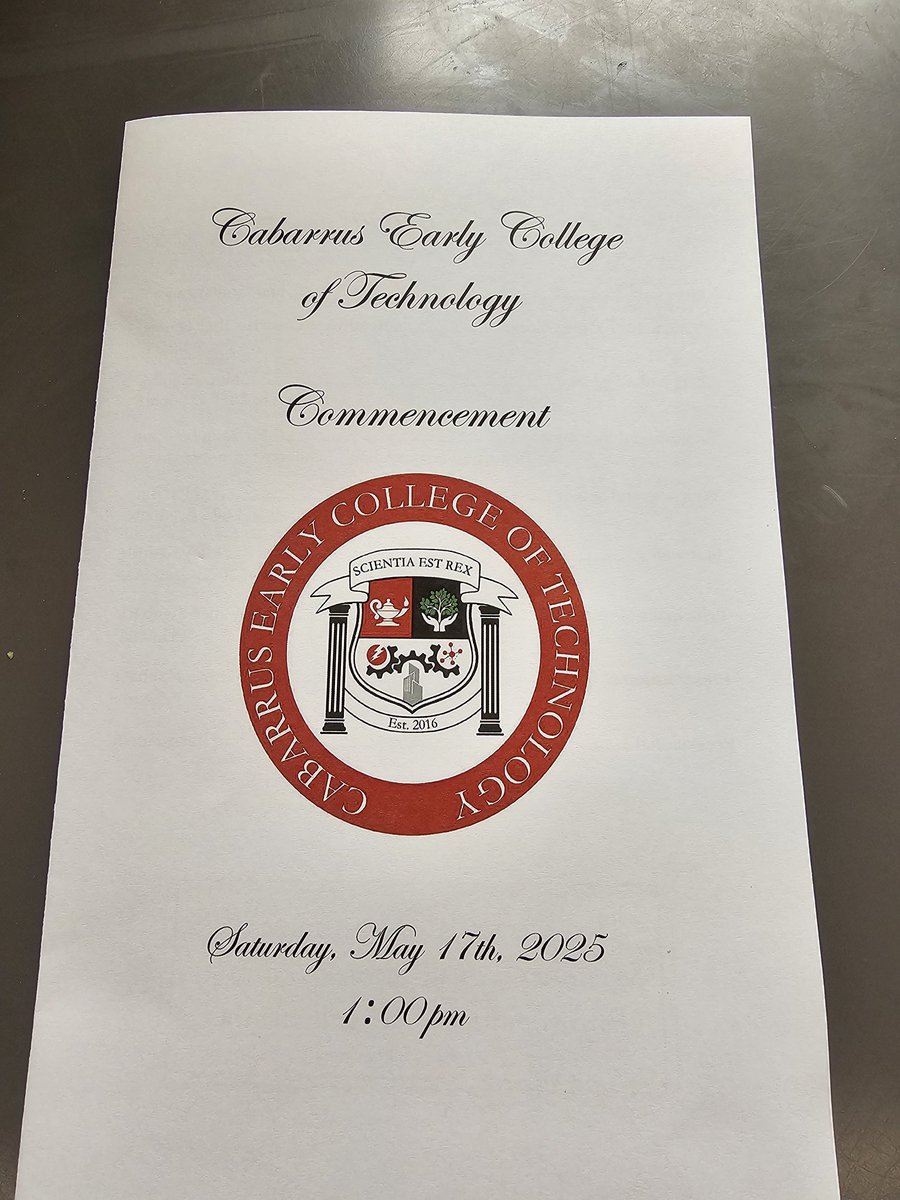 Cabarrus Early College
of Technology
Commencement
CABARRUS EARLY COLLEGE OF TECHNOLOGY
SCIENTIA EST REX
Est. 2016
Saturday, May 17th, 2025
1:00pm